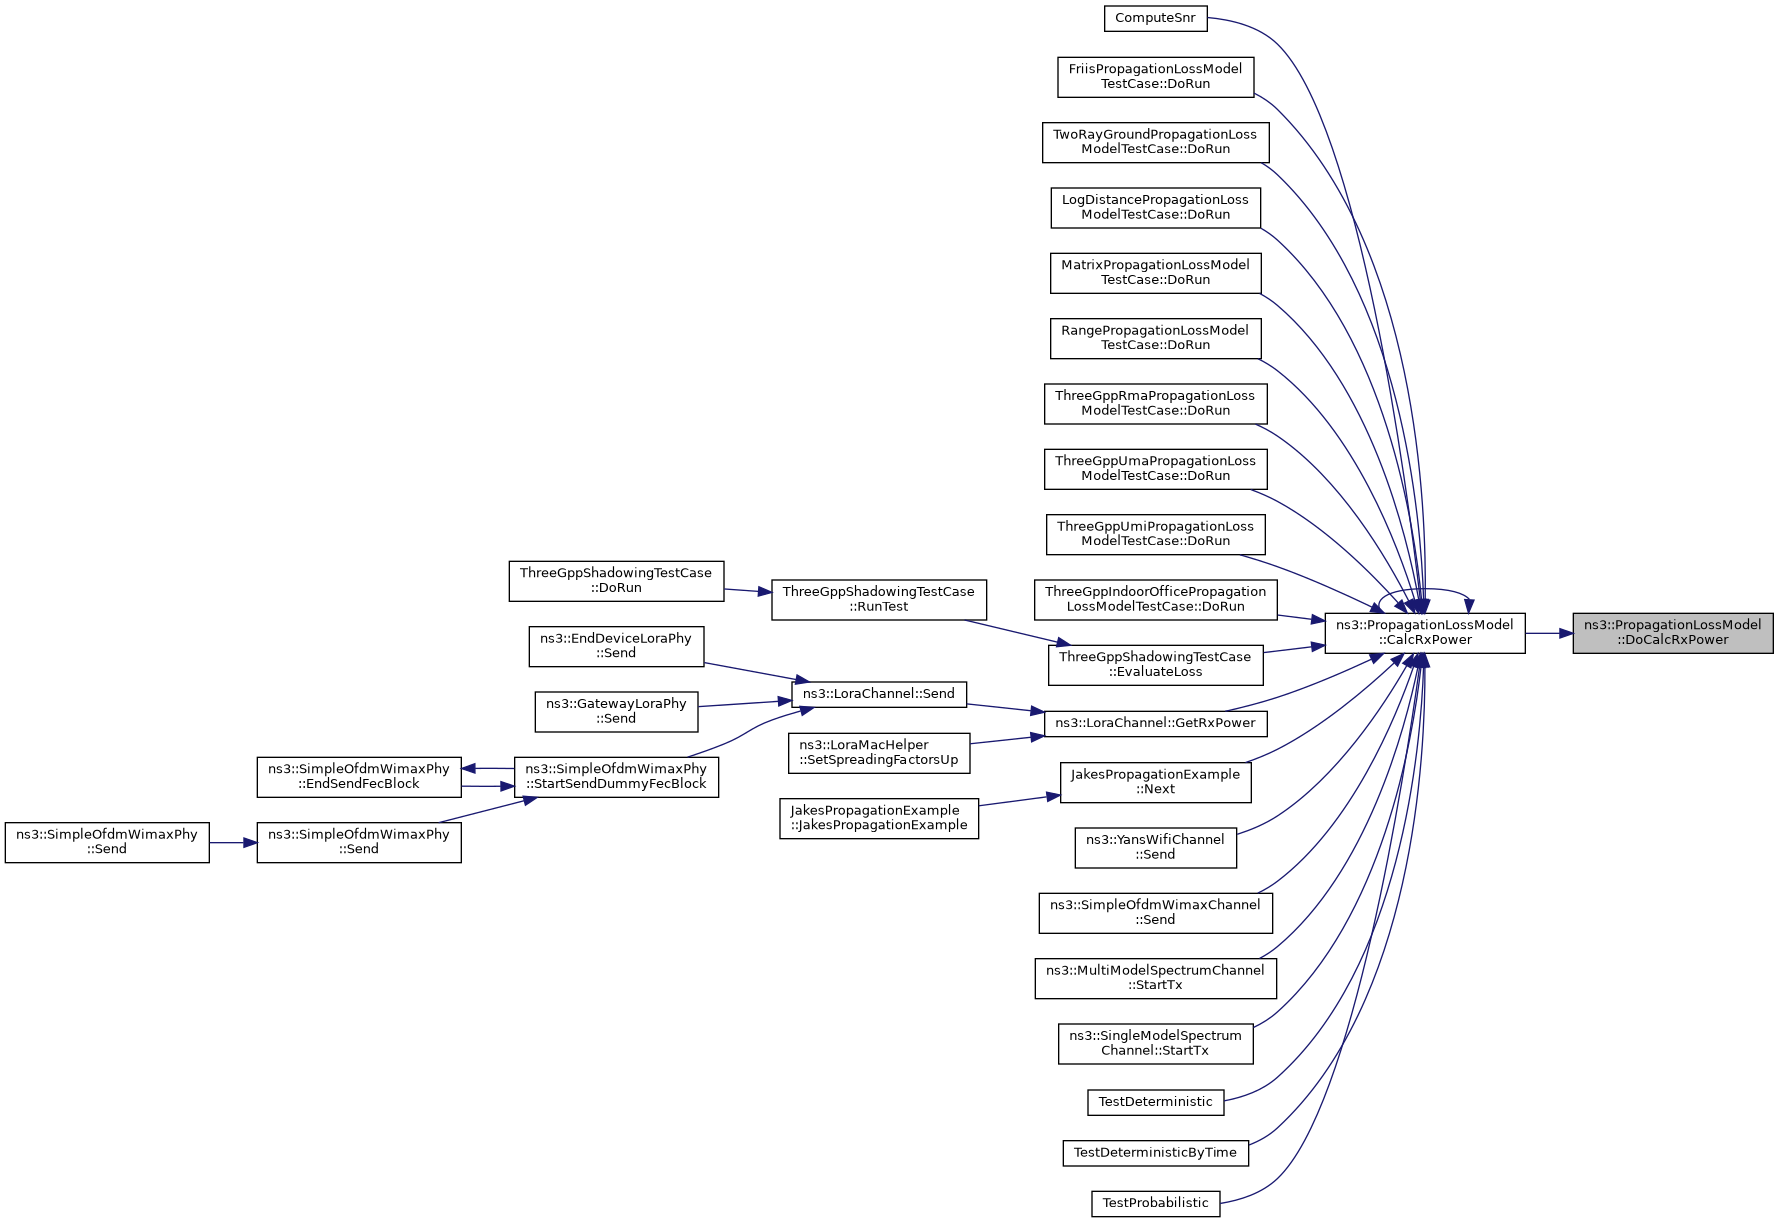 ComputeSnr
FriisPropagationLossModel
TestCase::DoRun
TwoRayGroundPropagationLoss
ModelTestCase::DoRun
LogDistancePropagationLoss
ModelTestCase::DoRun
MatrixPropagationLossModel
TestCase::DoRun
RangePropagationLossModel
TestCase::DoRun
ThreeGppRmaPropagationLoss
ModelTestCase::DoRun
ThreeGppUmaPropagationLoss
ModelTestCase::DoRun
ThreeGppUmiPropagationLoss
ModelTestCase::DoRun
ThreeGppIndoorOfficePropagation
LossModelTestCase::DoRun
ThreeGppShadowingTestCase
::DoRun
ThreeGppShadowingTestCase
::RunTest
ThreeGppShadowingTestCase
::EvaluateLoss
ns3::PropagationLossModel
::CalcRxPower
ns3::PropagationLossModel
::DoCalcRxPower
ns3::EndDeviceLoraPhy
::Send
ns3::GatewayLoraPhy
::Send
ns3::LoraChannel::Send
ns3::LoraChannel::GetRxPower
ns3::LoraMacHelper
::SetSpreadingFactorsUp
ns3::SimpleOfdmWimaxPhy
::EndSendFecBlock
ns3::SimpleOfdmWimaxPhy
::StartSendDummyFecBlock
ns3::SimpleOfdmWimaxPhy
::Send
ns3::SimpleOfdmWimaxPhy
::Send
JakesPropagationExample
::JakesPropagationExample
JakesPropagationExample
::Next
ns3::YansWifiChannel
::Send
ns3::SimpleOfdmWimaxChannel
::Send
ns3::MultiModelSpectrumChannel
::StartTx
ns3::SingleModelSpectrum
Channel::StartTx
TestDeterministic
TestDeterministicByTime
TestProbabilistic